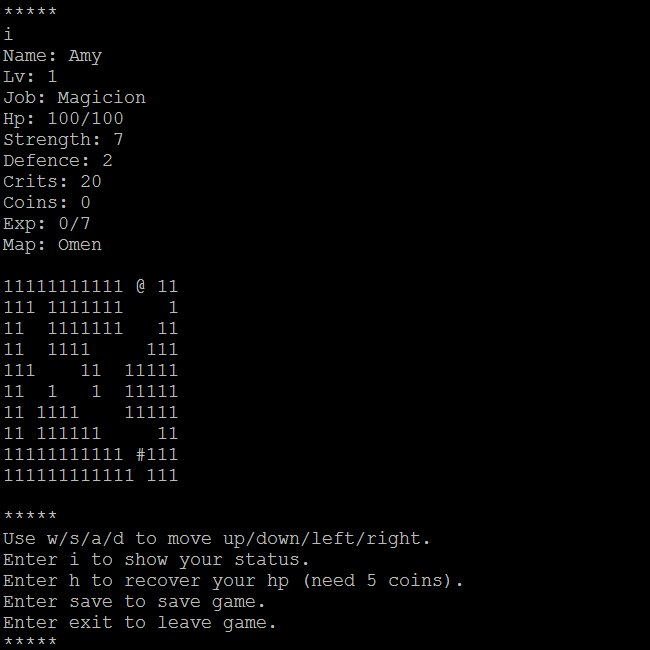 *****
i
Name: Amy
Lv: 1
Job: Magicion
Hp: 100/100
Strength: 7
Defence: 2
Crits: 20
Coins: 0
Exp: 0/7
Map: Omen

11111111111 @ 11
111 1111111    1
11  1111111   11
11  1111     111
111    11  11111
11  1   1  11111
11 1111    11111
11 111111     11
11111111111 #111
111111111111 111

*****
Use w/s/a/d to move up/down/left/right.
Enter i to show your status.
Enter h to recover your hp (need 5 coins).
Enter save to save game.
Enter exit to leave game.
*****